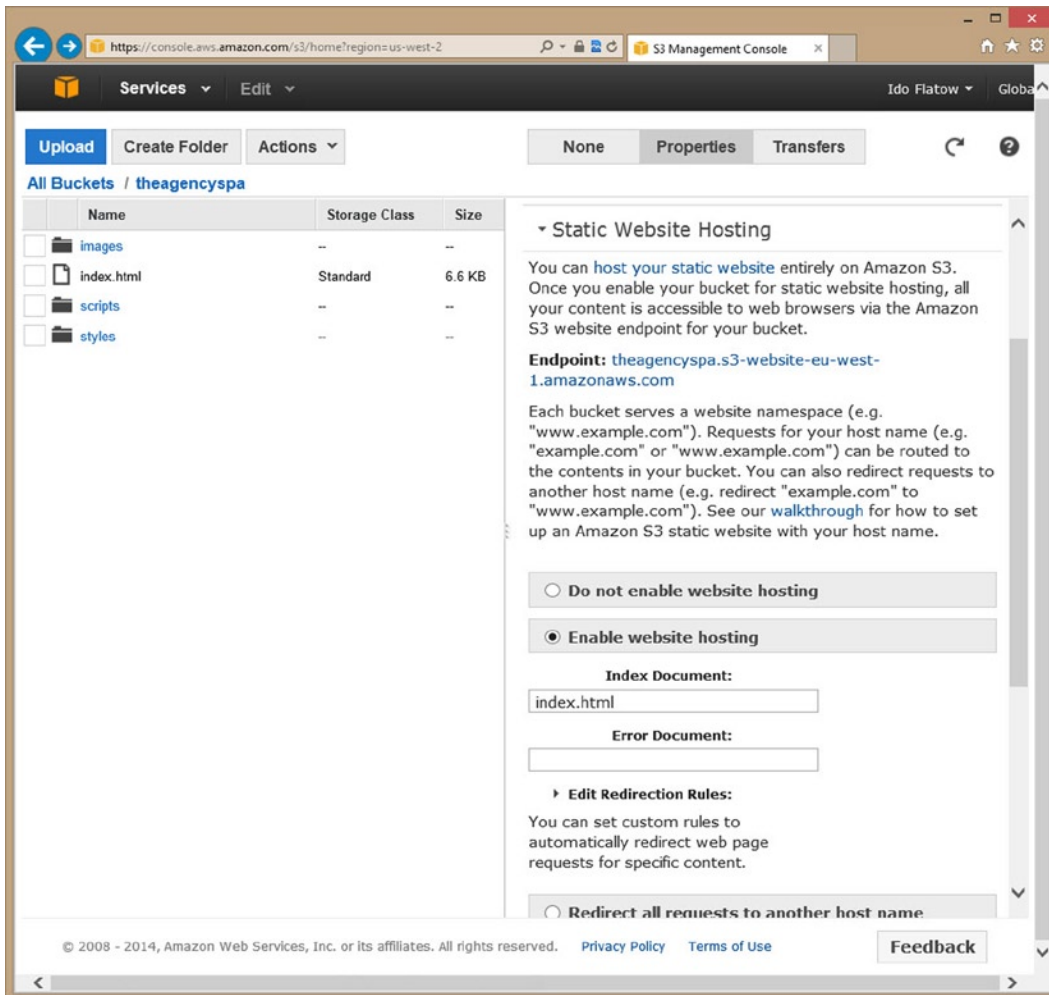 https://console.aws.amazon.com/s3/home?region=us-west-2
S3 Management Console
Services Edit
Ido Flatow
Upload Create Folder Actions
None Properties Transfers
All Buckets / theagencyspa
Name Storage Class Size
images -- --
index.html Standard 6.6 KB
scripts -- --
styles -- --
Static Website Hosting
You can host your static website entirely on Amazon S3.
Once you enable your bucket for static website hosting, all
your content is accessible to web browsers via the Amazon
S3 website endpoint for your bucket.
Endpoint: theagencyspa.s3-website-eu-west-
1.amazonaws.com
Each bucket serves a website namespace (e.g.
"www.example.com"). Requests for your host name (e.g.
"example.com" or "www.example.com") can be routed to
the contents in your bucket. You can also redirect requests to
another host name (e.g. redirect "example.com" to
"www.example.com"). See our walkthrough for how to set
up an Amazon S3 static website with your host name.
Do not enable website hosting
Enable website hosting
Index Document:
index.html
Error Document:
Edit Redirection Rules:
You can set custom rules to
automatically redirect web page
requests for specific content.
Redirect all requests to another host name
© 2008 - 2014, Amazon Web Services, Inc. or its affiliates. All rights reserved. Privacy Policy Terms of Use Feedback